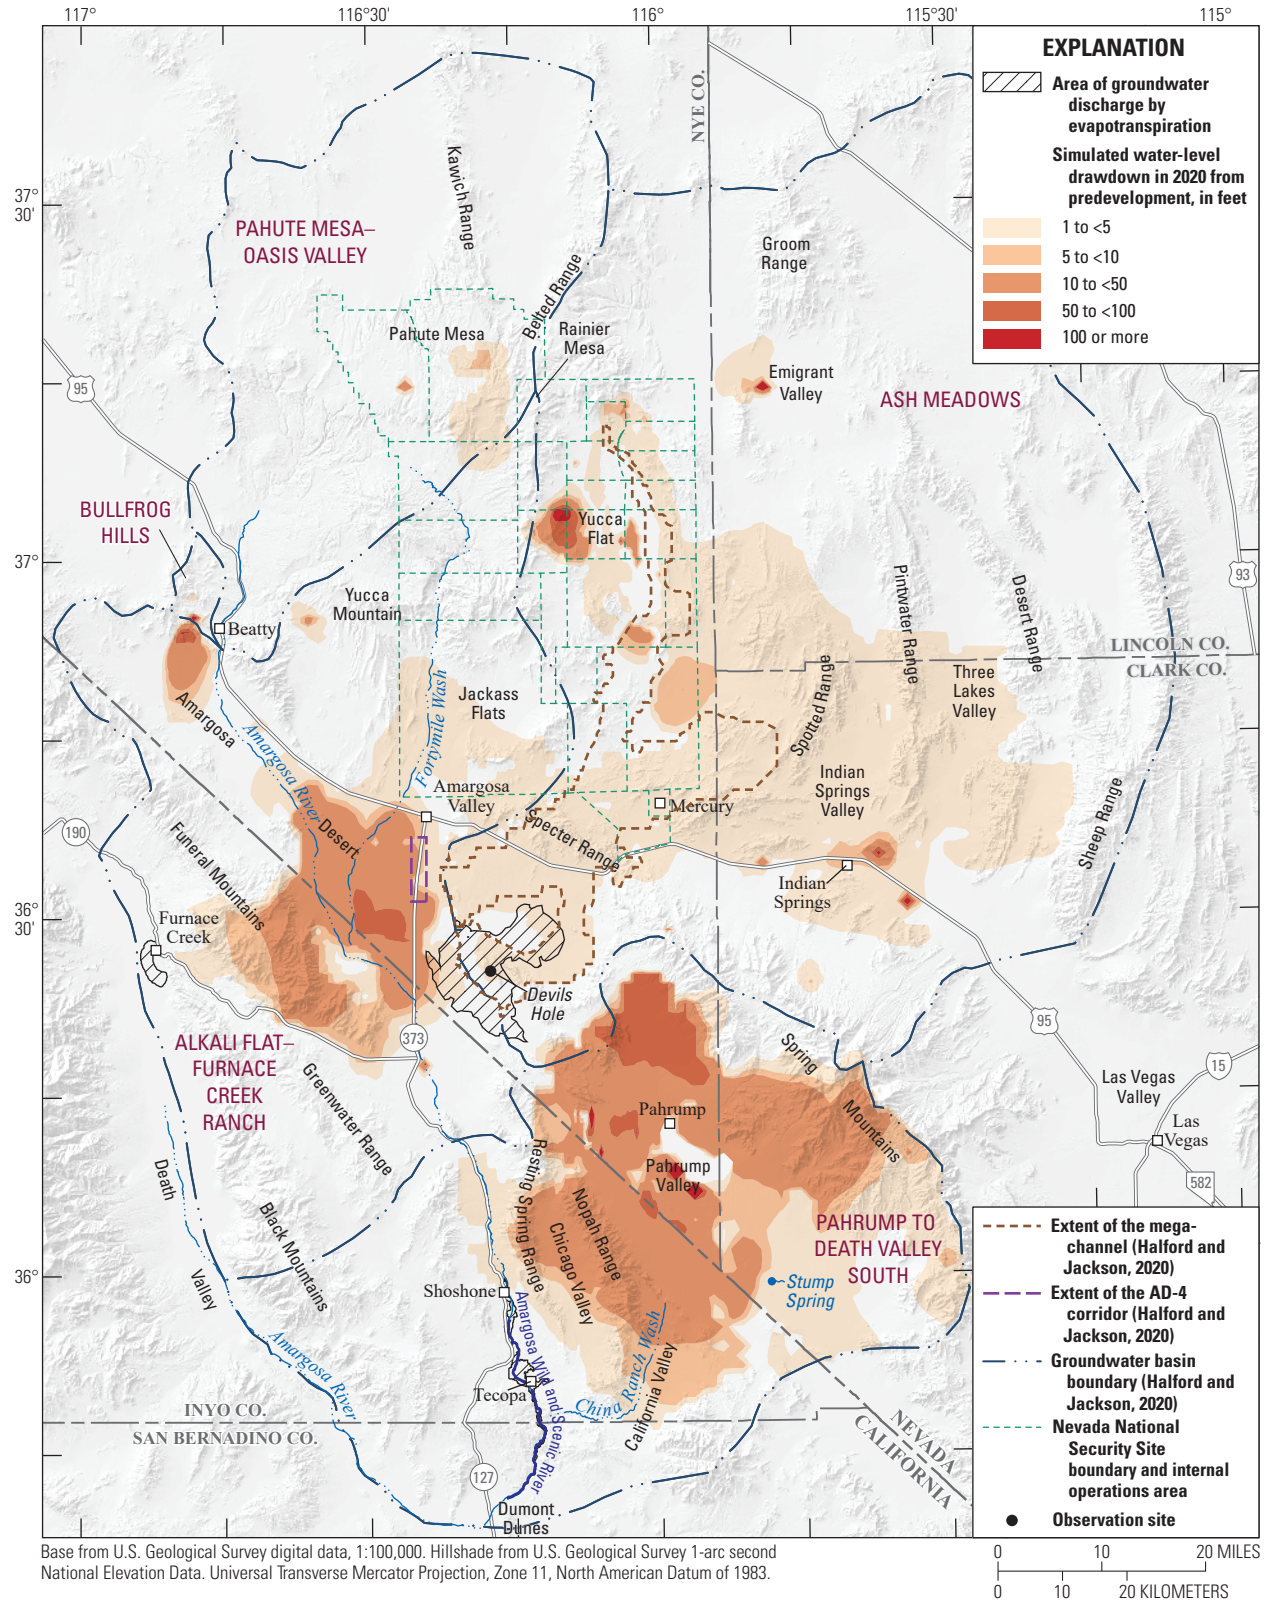 117°
116°30'
116°
115°30'
115°
EXPLANATION
Area of groundwater
discharge by
evapotranspiration
Simulated water-level
drawdown in 2020 from
predevelopment, in feet
1 to <5
5 to <10
10 to <50
50 to <100
100 or more
NYE CO.
37°
30'
Kawich Range
PAHUTE MESA–
OASIS VALLEY
Groom
Range
Belted Range
Pahute Mesa
Rainier
Mesa
Emigrant
Valley
ASH MEADOWS
95
BULLFROG
HILLS
Yucca
Flat
37°
93
Pintwater Range
Desert Range
Yucca
Mountain
Beatty
LINCOLN CO.
CLARK CO.
Three
Lakes
Valley
Spotted Range
Jackass
Flats
Fortymile Wash
Amargosa
Amargosa River
Indian
Springs
Valley
Amargosa
Valley
Mercury
Sheep Range
190
Desert
Specter Range
Funeral Mountains
Indian
Springs
36°
30'
Furnace
Creek
Devils
Hole
95
373
ALKALI FLAT–
FURNACE
CREEK
RANCH
Spring
Mountains
15
Las Vegas
Valley
Greenwater Range
Pahrump
Las
Vegas
Pahrump
Valley
Resting Spring Range
Nopah Range
Chicago Valley
582
Death
Valley
Black Mountains
PAHRUMP TO
DEATH VALLEY
SOUTH
36°
Shoshone
Stump
Spring
Amargosa River
Amargosa Wild and Scenic River
Tecopa
China Ranch Wash
California Valley
INYO CO.
SAN BERNADINO CO.
NEVADA
CALIFORNIA
127
Dumont
Dunes
Extent of the mega-
channel (Halford and
Jackson, 2020)
Extent of the AD-4
corridor (Halford and
Jackson, 2020)
Groundwater basin
boundary (Halford and
Jackson, 2020)
Nevada National
Security Site
boundary and internal
operations area
Observation site
Base from U.S. Geological Survey digital data, 1:100,000. Hillshade from U.S. Geological Survey 1-arc second
National Elevation Data. Universal Transverse Mercator Projection, Zone 11, North American Datum of 1983.
0 10 20 MILES
0 10 20 KILOMETERS